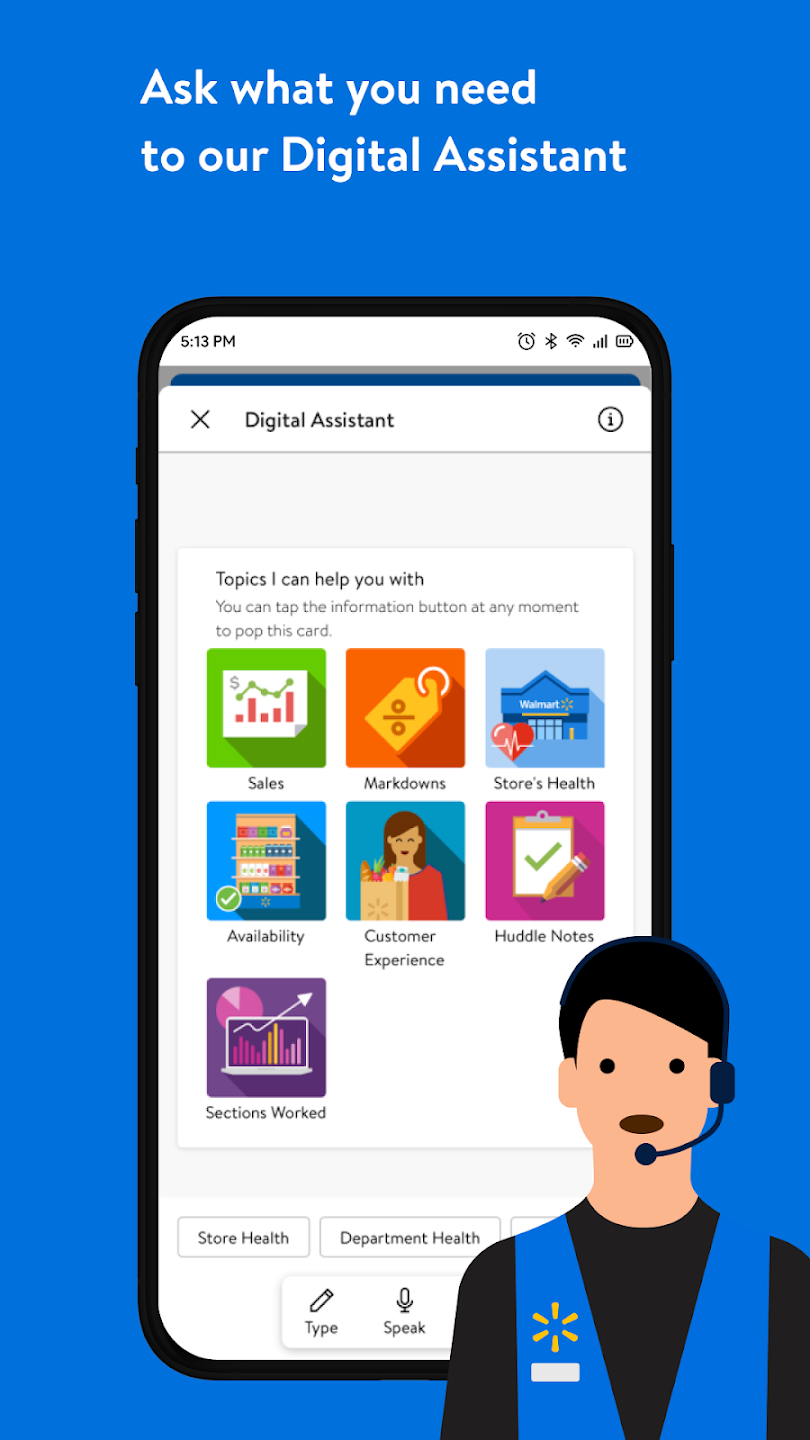 Ask what you need
to our Digital Assistant
5:13 PM
Digital Assistant
Topics I can help you with
You can tap the information button at any moment
to pop this card.
$
Walmart
Sales
Markdowns
Store's Health
Availability
Customer
Experience
Huddle Notes
Sections Worked
Store Health
Department Health
Type
Speak